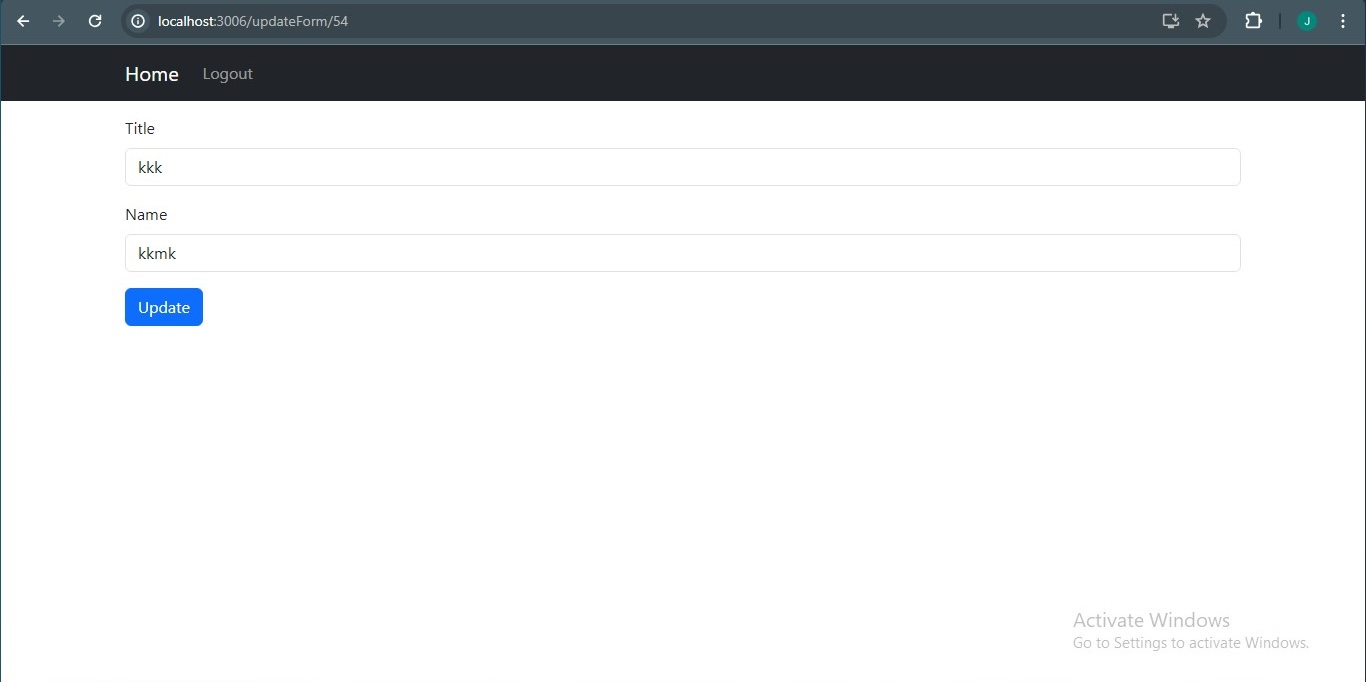 localhost:3006/updateForm/54
J
Home Logout
Title
kkk
Name
kkmk
Update
Activate Windows
Go to Settings to activate Windows.